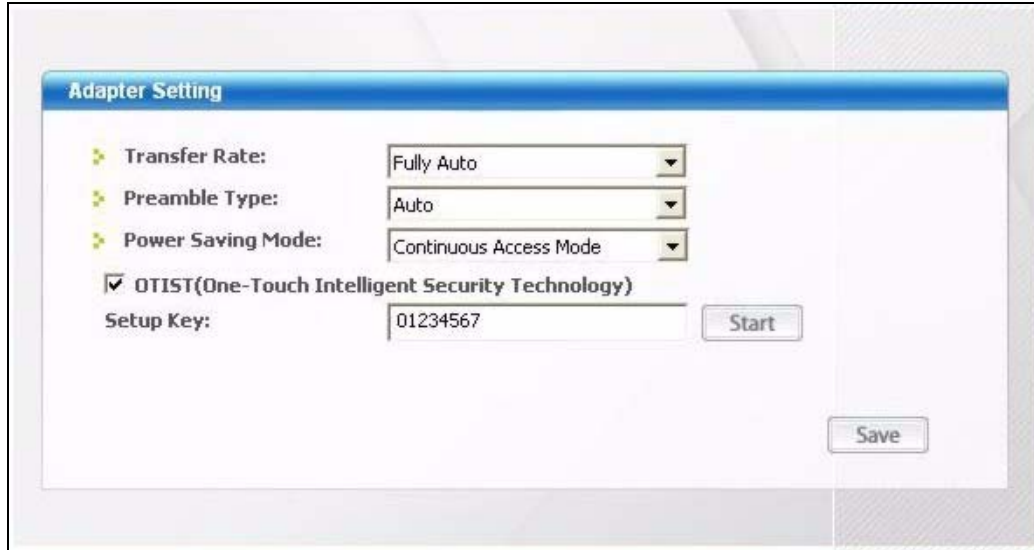 Adapter Setting
Transfer Rate: Fully Auto
Preamble Type: Auto
Power Saving Mode: Continuous Access Mode
OTIST(One-Touch Intelligent Security Technology)
Setup Key: 01234567 Start
Save